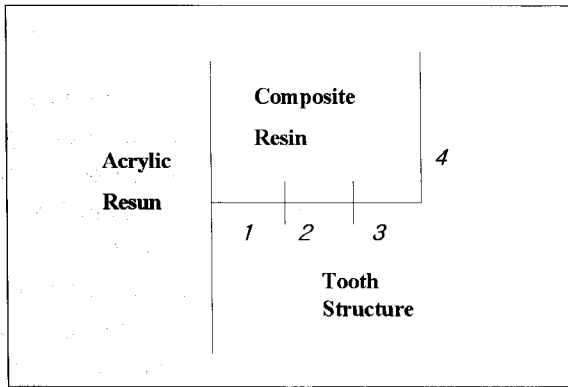 Composite
Resin
Acrylic
Resun
4
1 2 3
Tooth
Structure